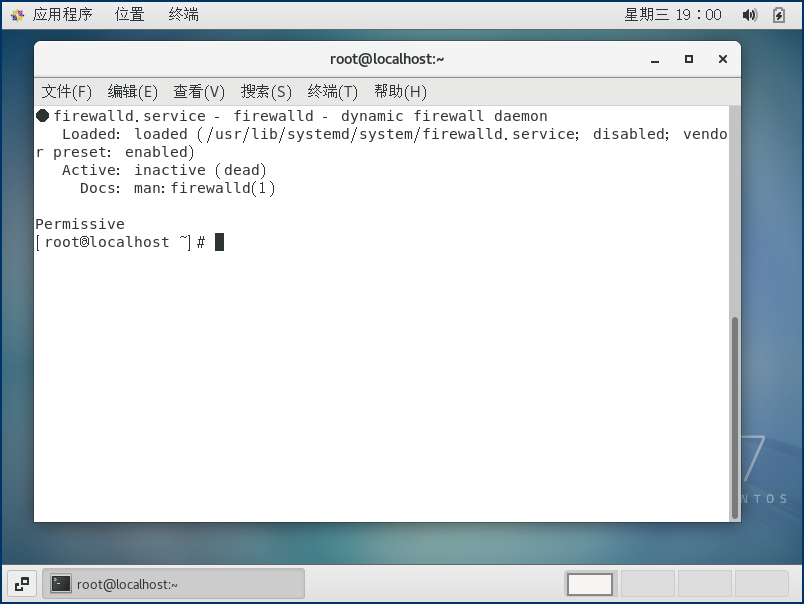 应用程序 位置 终端 星期三 19：00
root@localhost:~
文件(F) 编辑(E) 查看(V) 搜索(S) 终端(T) 帮助(H)
firewalld.service - firewalld - dynamic firewall daemon
Loaded: loaded (/usr/lib/systemd/system/firewalld.service; disabled; vendo
r preset: enabled)
Active: inactive (dead)
Docs: man:firewalld(1)
Permissive
[root@localhost ~]#
7
NTOS
root@localhost:~